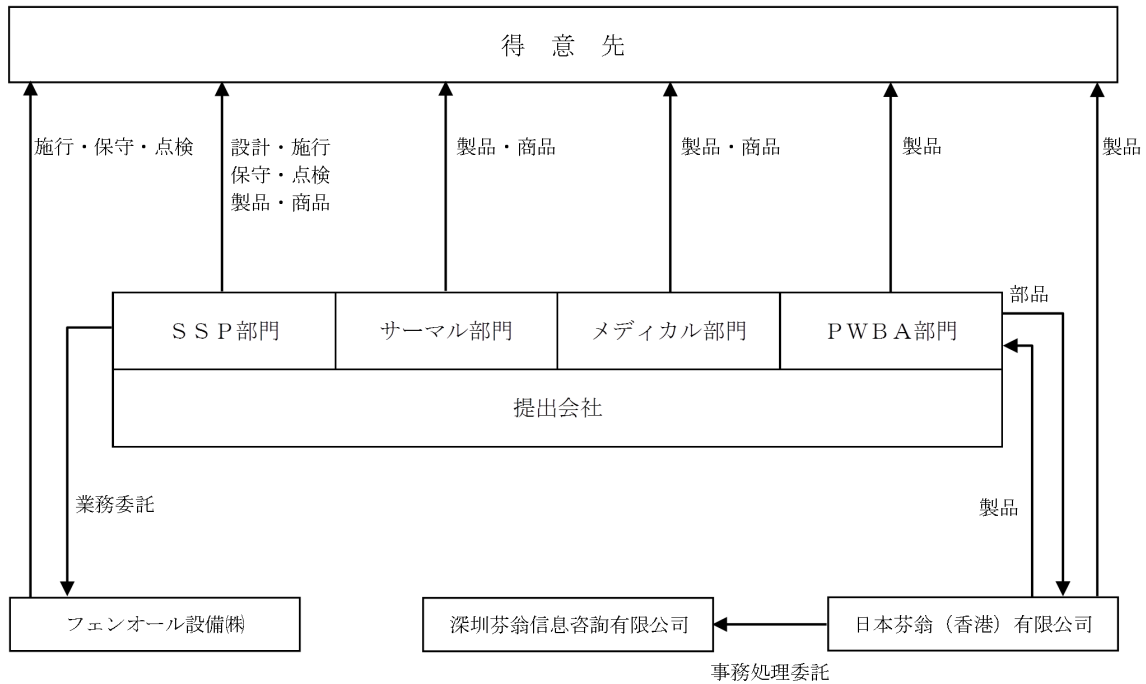 得意先
施行・保守・点検
設計・施行
保守・点検
製品・商品
製品・商品
製品・商品
製品
製品
部品
ＳＳＰ部門
サーマル部門
メディカル部門
ＰＷＢＡ部門
提出会社
業務委託
製品
フェンオール設備㈱
深圳芬翁信息咨詢有限公司
日本芬翁（香港）有限公司
事務処理委託